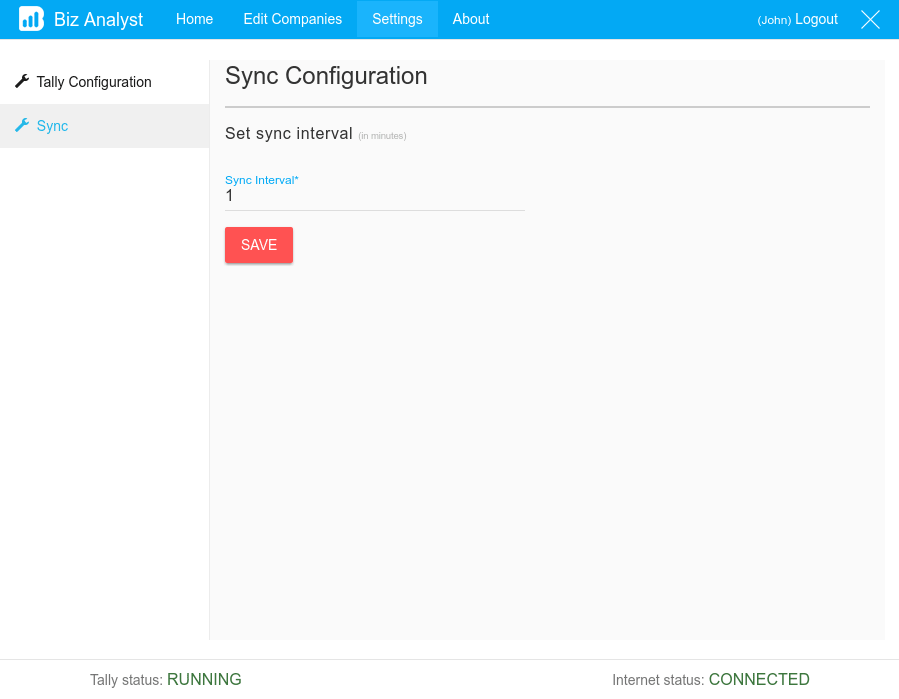 Biz Analyst Home Edit Companies Settings About (John) Logout
Tally Configuration
Sync
Sync Configuration
Set sync interval (in minutes)
Sync Interval*
1
SAVE
Tally status: RUNNING Internet status: CONNECTED